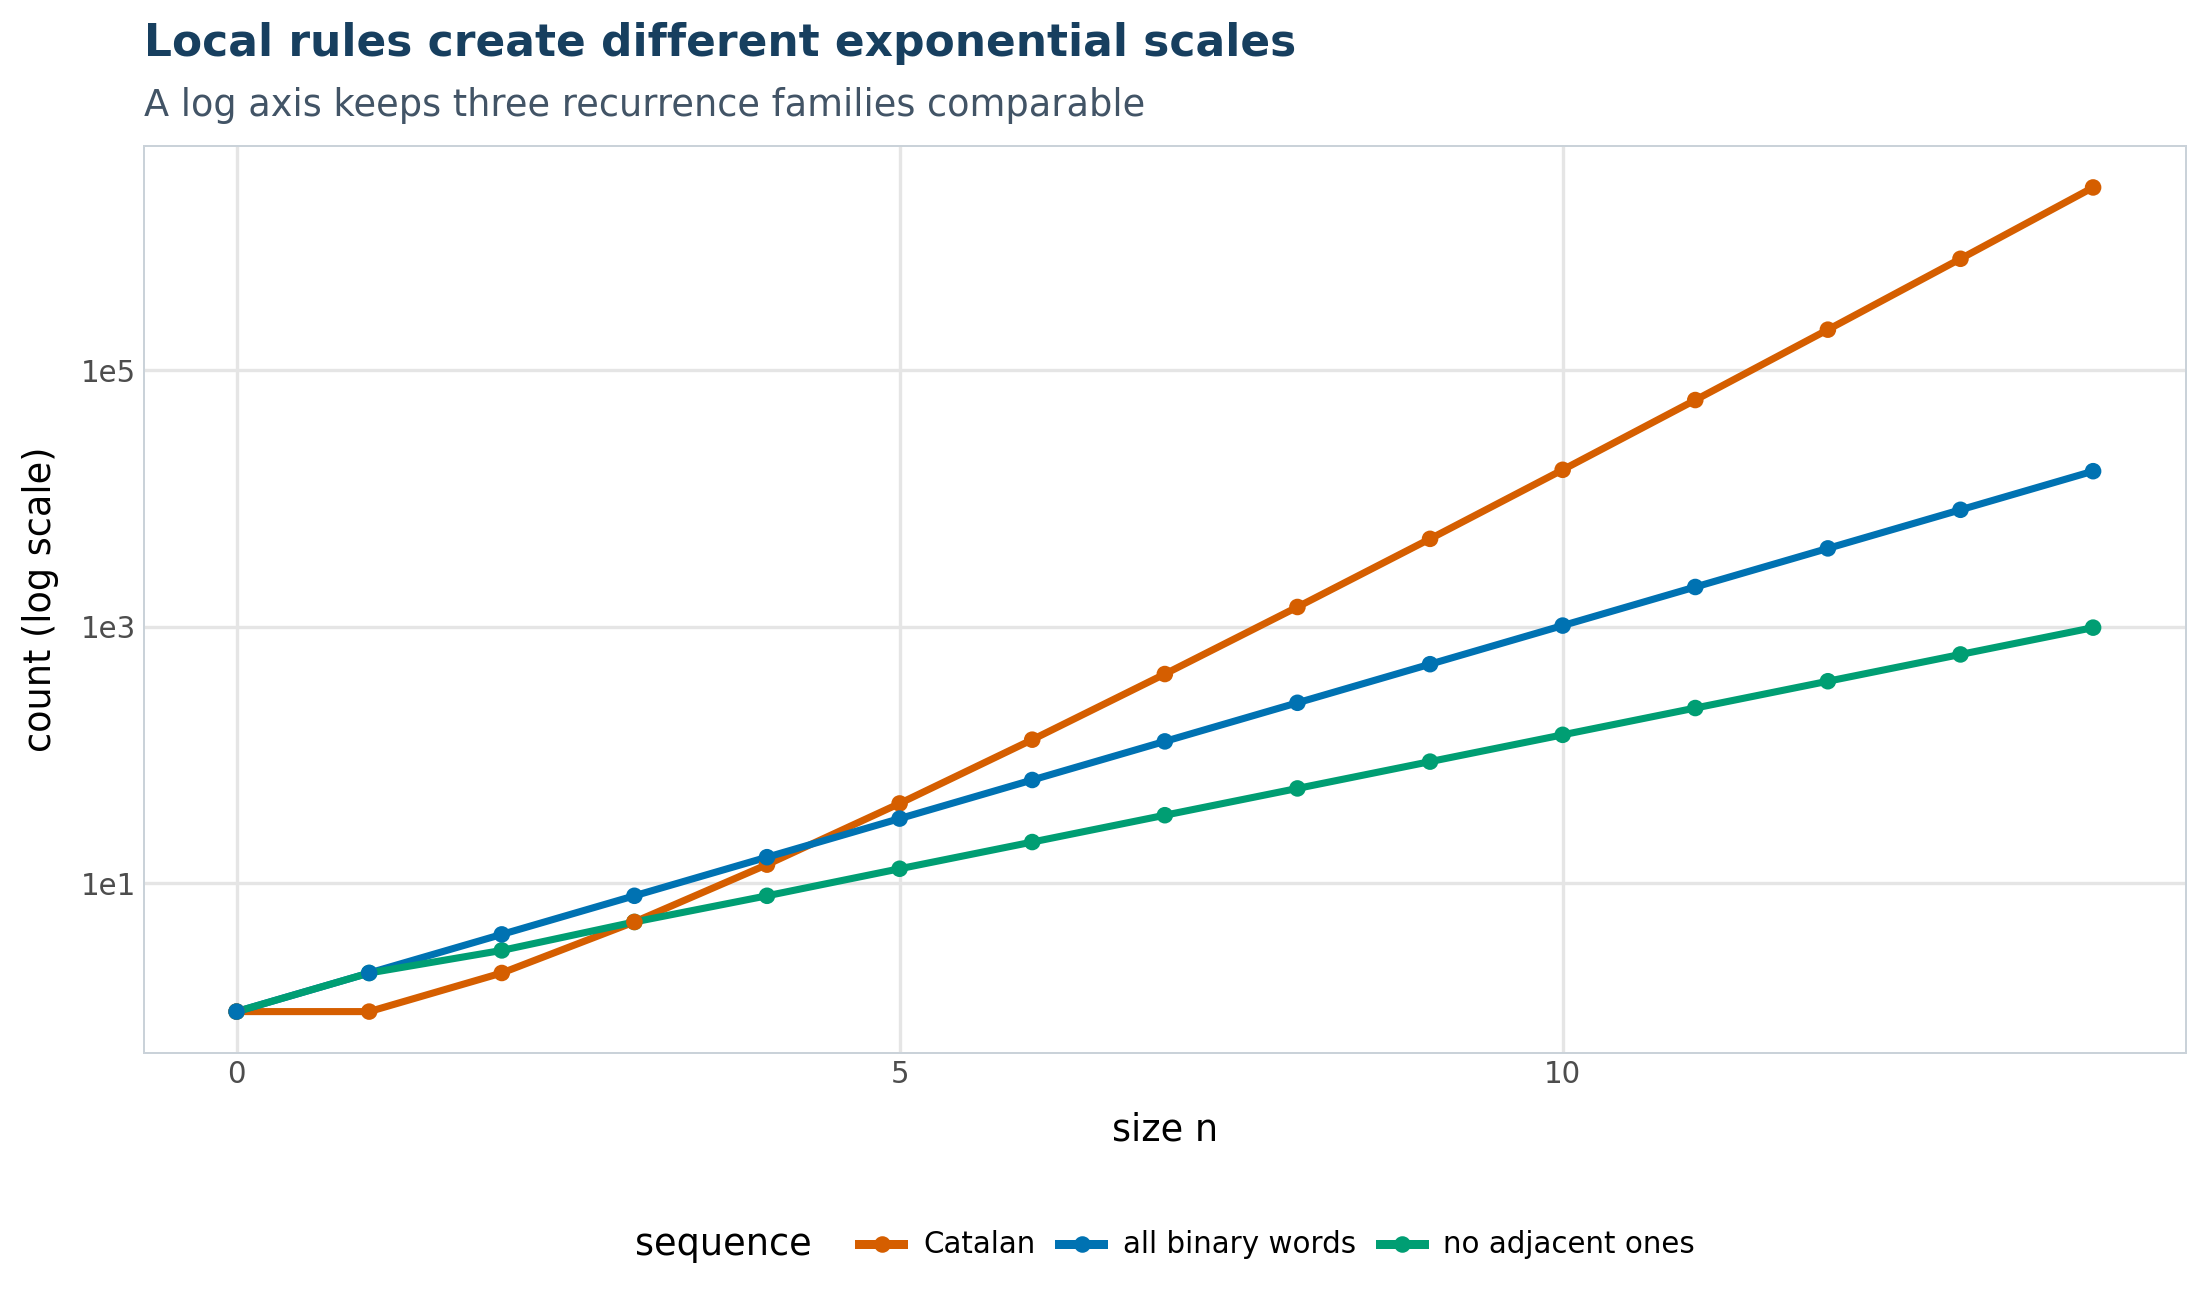 Local rules create different exponential scales
A log axis keeps three recurrence families comparable
count (log scale)
1e5
1e3
1e1
0 5 10
size n
sequence Catalan all binary words no adjacent ones